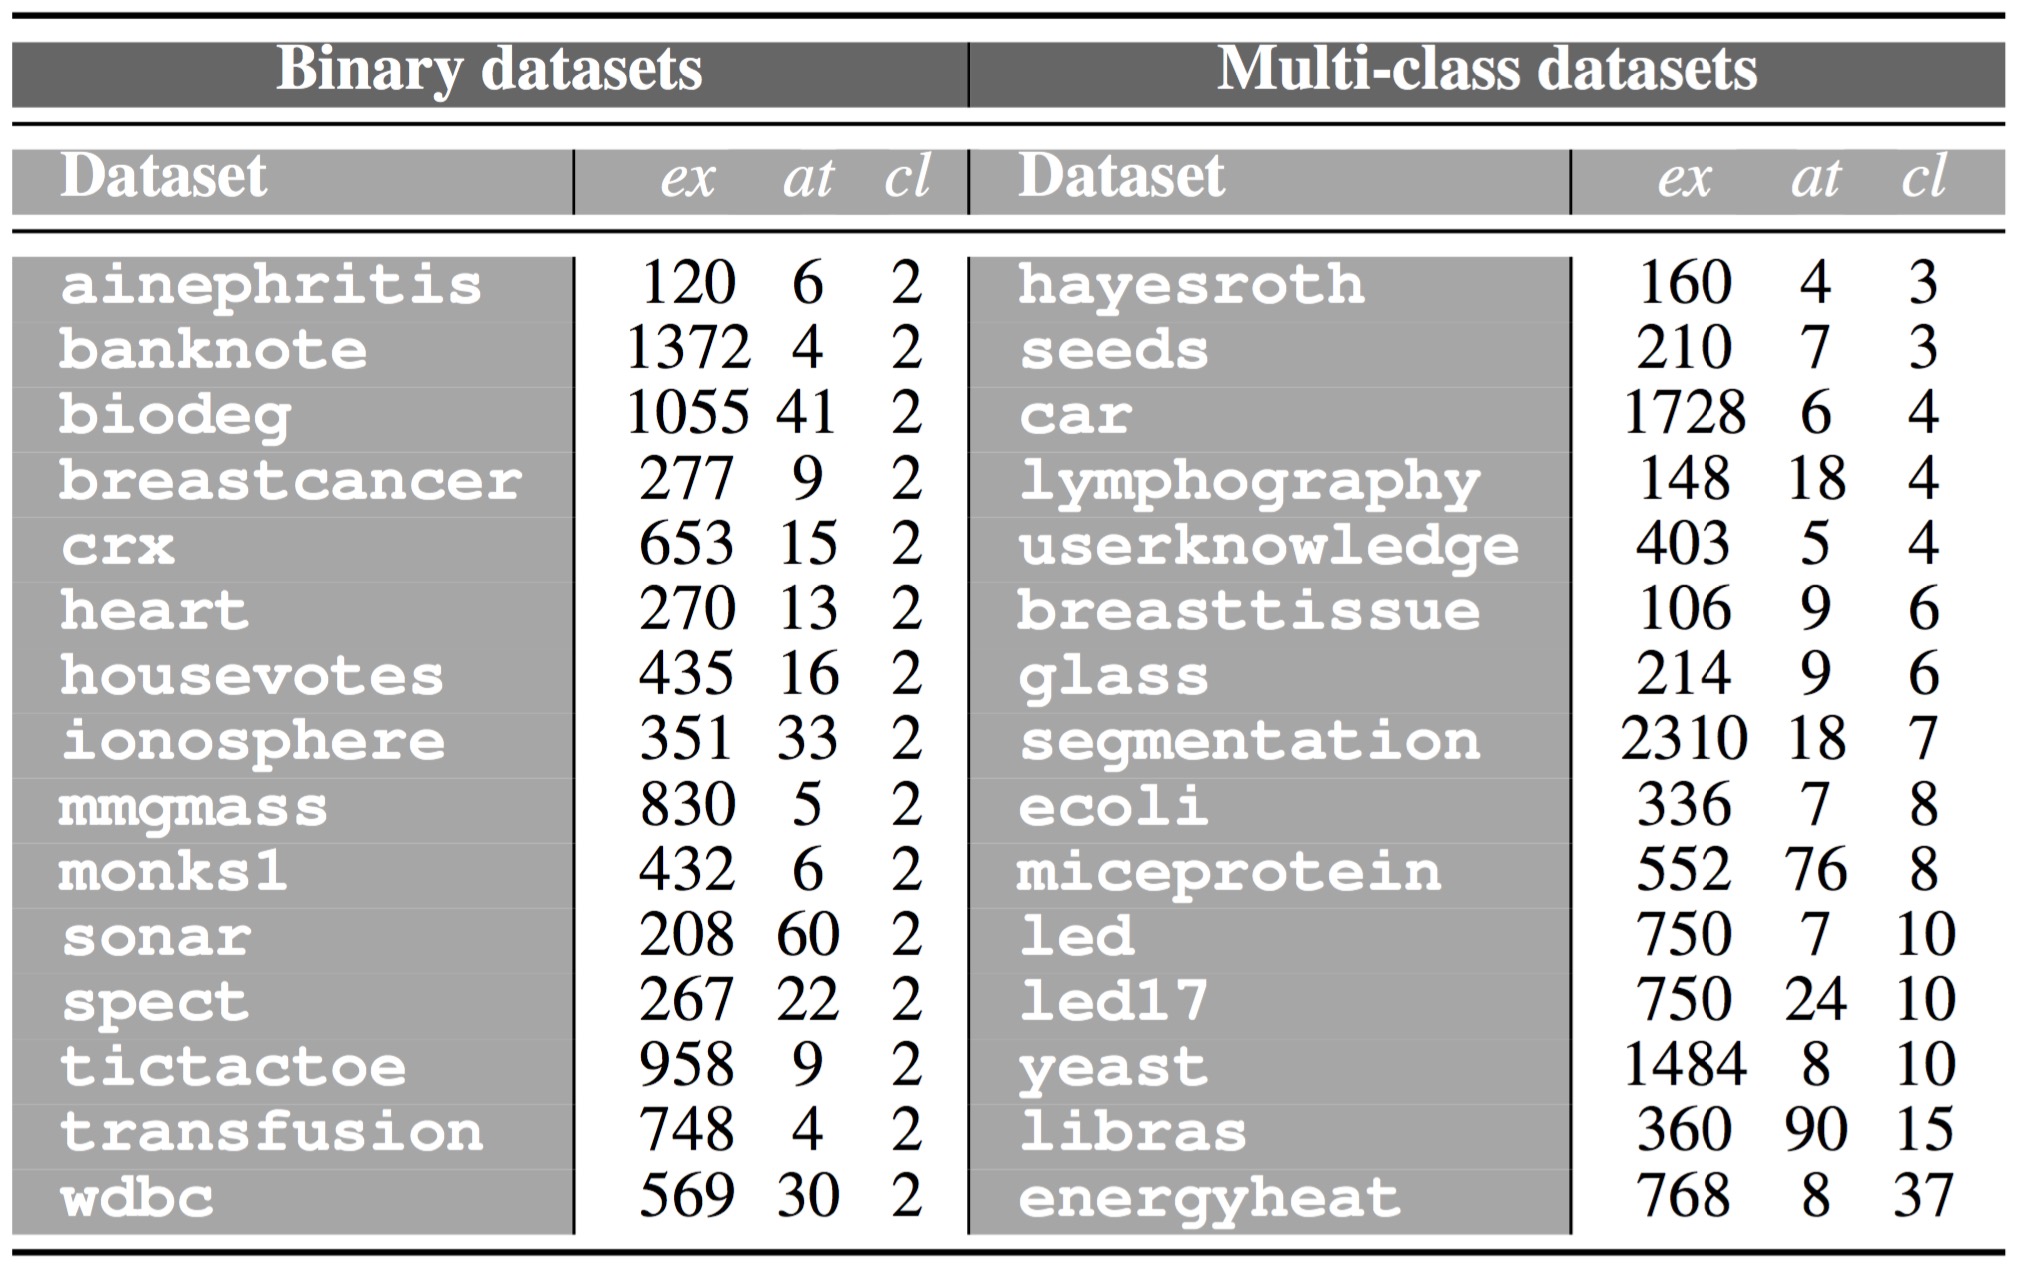 Binary datasets Multi-class datasets
Dataset ex at cl Dataset ex at cl
ainephritis 120 6 2 hayesroth 160 4 3
banknote 1372 4 2 seeds 210 7 3
biodeg 1055 41 2 car 1728 6 4
breastcancer 277 9 2 lymphography 148 18 4
crx 653 15 2 userknowledge 403 5 4
heart 270 13 2 breasttissue 106 9 6
housevotes 435 16 2 glass 214 9 6
ionosphere 351 33 2 segmentation 2310 18 7
mmgmass 830 5 2 ecoli 336 7 8
monks1 432 6 2 miceprotein 552 76 8
sonar 208 60 2 led 750 7 10
spect 267 22 2 led17 750 24 10
tictactoe 958 9 2 yeast 1484 8 10
transfusion 748 4 2 libras 360 90 15
wdbc 569 30 2 energyheat 768 8 37